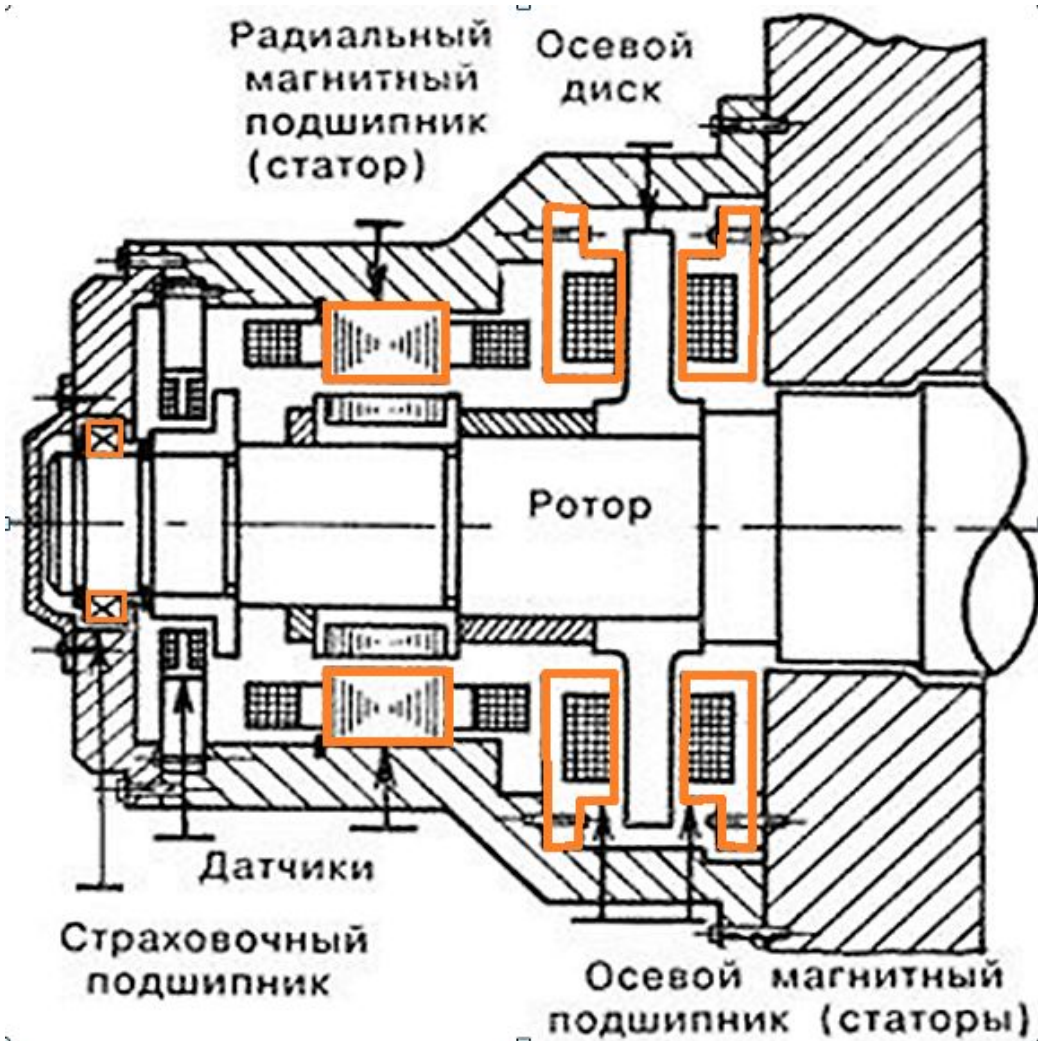 Радиальный
магнитный
подшипник
(статор)
Осевой
диск
Ротор
Датчики
Страховочный
подшипник
Осевой магнитный
подшипник (статоры)